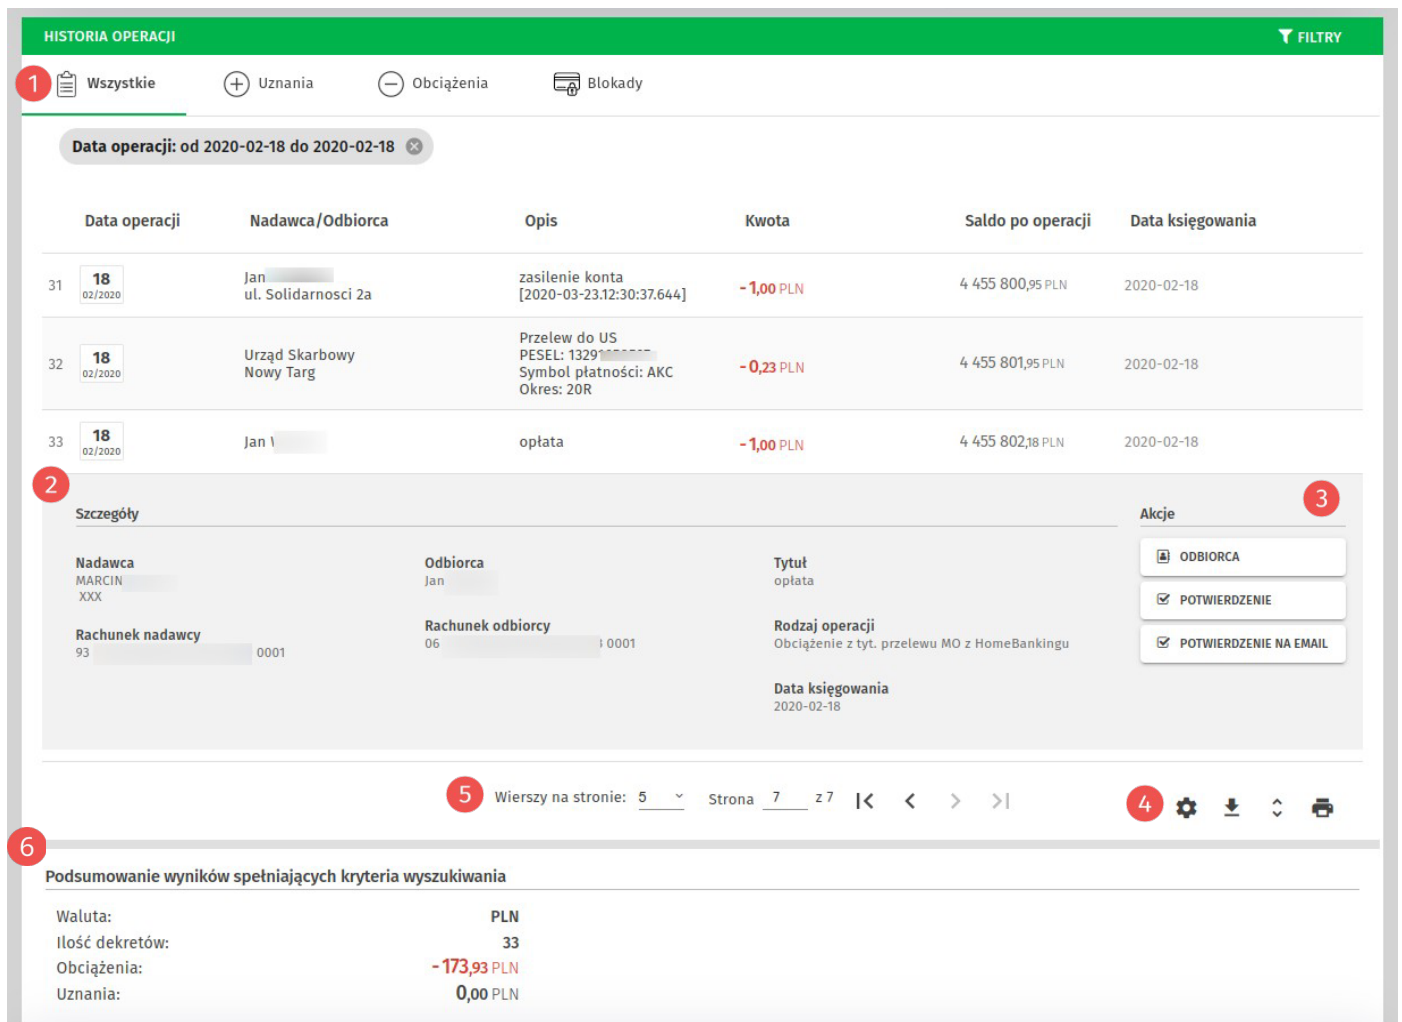 HISTORIA OPERACJI FILTRY
1 Wszystkie Uznania Obciążenia Blokady
Data operacji: od 2020-02-18 do 2020-02-18
Data operacji Nadawca/Odbiorca Opis Kwota Saldo po operacji Data księgowania
31 18 02/2020 Jan ul. Solidarnosci 2a zasilenie konta [2020-03-23.12:30:37.644] -1,00 PLN 4 455 800,95 PLN 2020-02-18
32 18 02/2020 Urząd Skarbowy Nowy Targ Przelew do US PESEL: 1329 Symbol płatności: AKC Okres: 20R -0,23 PLN 4 455 801,95 PLN 2020-02-18
33 18 02/2020 Jan opłata -1,00 PLN 4 455 802,18 PLN 2020-02-18
2 3
Szczegóły Akcje
Nadawca Odbiorca Tytuł
MARCIN Jan opłata
XXX
Rachunek nadawcy Rachunek odbiorcy Rodzaj operacji
93 0001 06 0001 Obciążenie z tyt. przelewu MO z HomeBankingu
Data księgowania
2020-02-18
ODBIORCA
POTWIERDZENIE
POTWIERDZENIE NA EMAIL
5 Wierszy na stronie: 5 Strona 7 z 7 4
6
Podsumowanie wyników spełniających kryteria wyszukiwania
Waluta: PLN
Ilość dekretów: 33
Obciążenia: -173,93 PLN
Uznania: 0,00 PLN